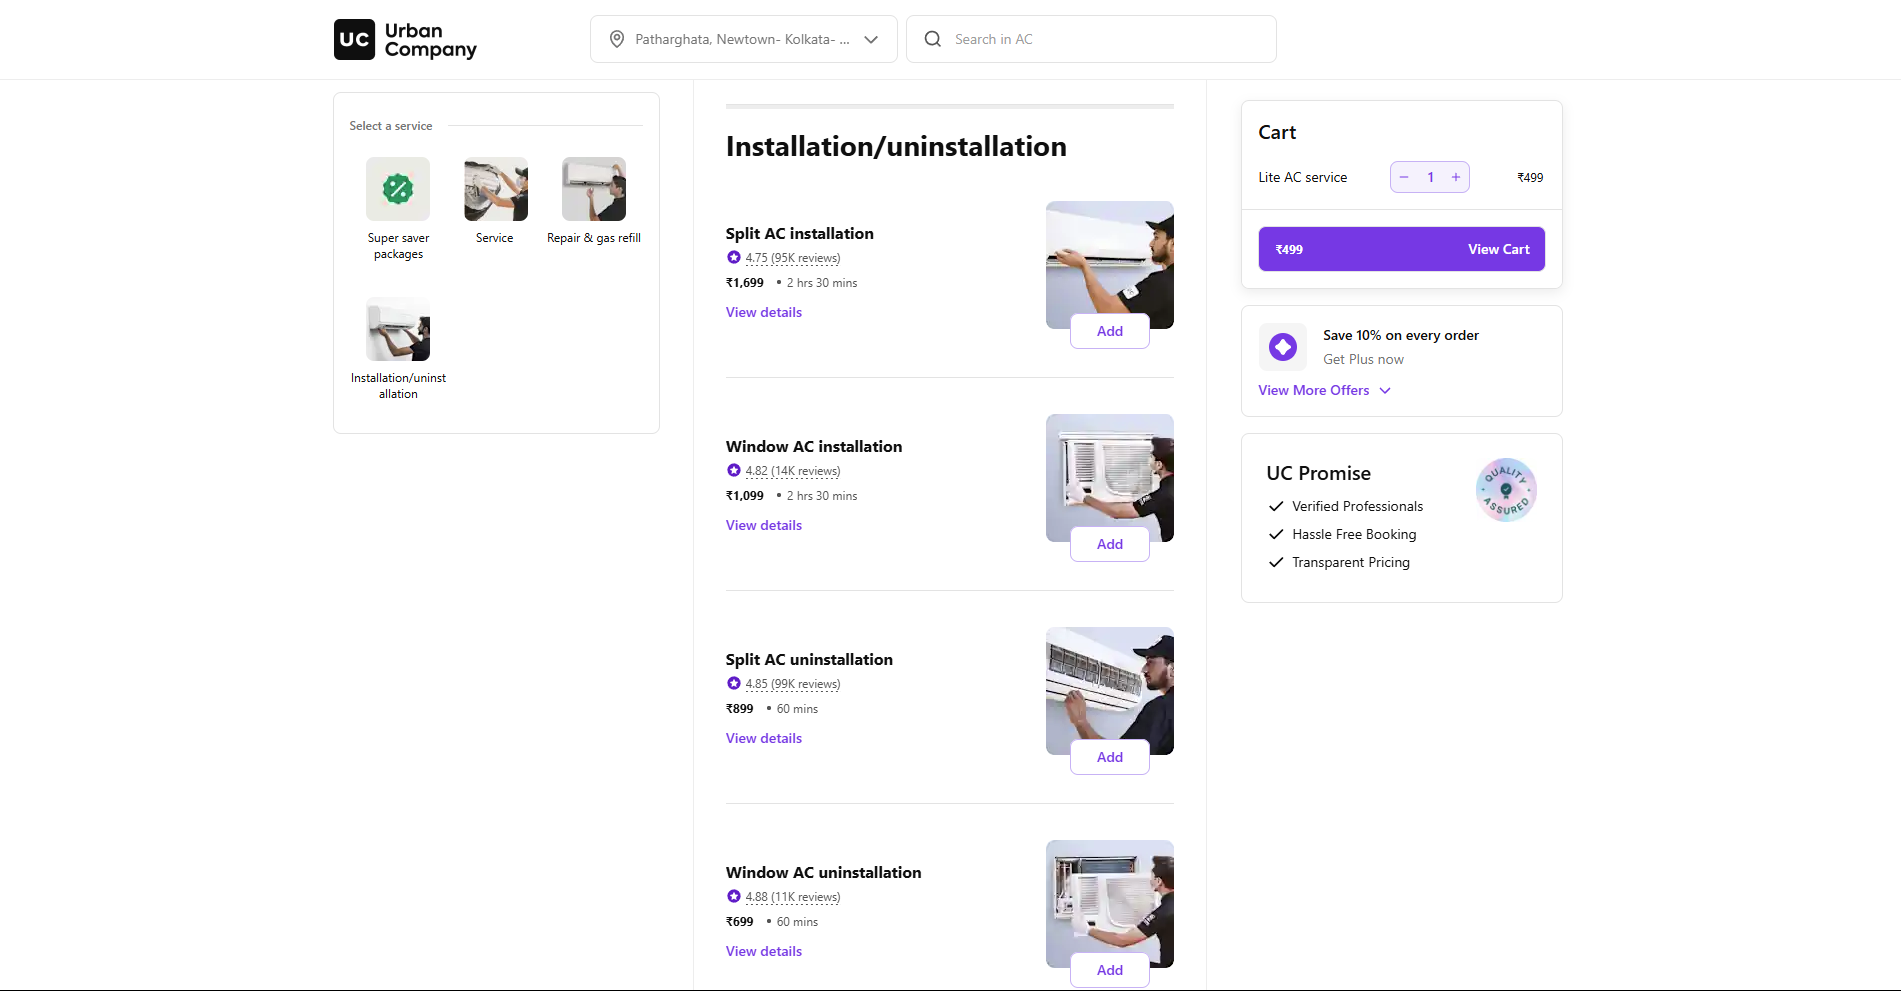 UC Urban
Company
Patharghata, Newtown- Kolkata- ...
Search in AC
Select a service
Super saver
packages
Service
Repair & gas refill
Installation/uninst
allation
Installation/uninstallation
Split AC installation
4.75 (95K reviews)
₹1,699 • 2 hrs 30 mins
View details
Add
Window AC installation
4.82 (14K reviews)
₹1,099 • 2 hrs 30 mins
View details
Add
Split AC uninstallation
4.85 (99K reviews)
₹899 • 60 mins
View details
Add
Window AC uninstallation
4.88 (11K reviews)
₹699 • 60 mins
View details
Add
Cart
Lite AC service − 1 + ₹499
₹499 View Cart
Save 10% on every order
Get Plus now
View More Offers
UC Promise
Verified Professionals
Hassle Free Booking
Transparent Pricing
QUALITY
ASSURED